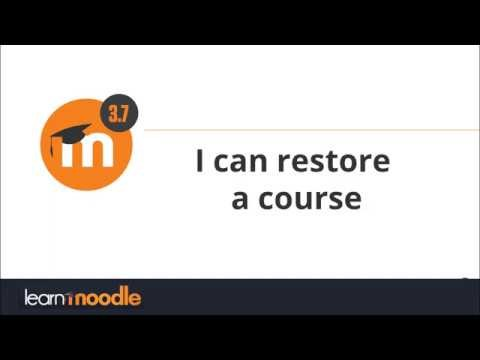 3.7
m
I can restore
a course
learn moodle